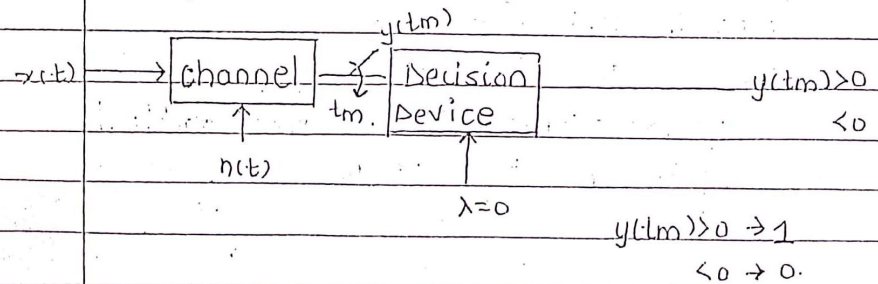 y(tm)
x(t) channel Decision y(tm)>0
tm. Device <0
n(t)
λ=0
y(tm)>0 → 1
<0 → 0.